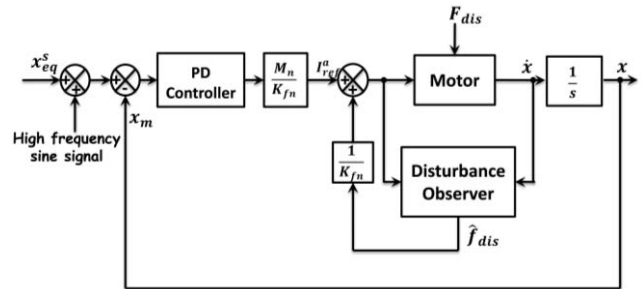 F_dis
x^s_eq
PD
Controller
M_n
K_fn
I^a_ref
Motor
ẋ
1
s
x
x_m
High frequency
sine signal
1
K_fn
Disturbance
Observer
f̂_dis